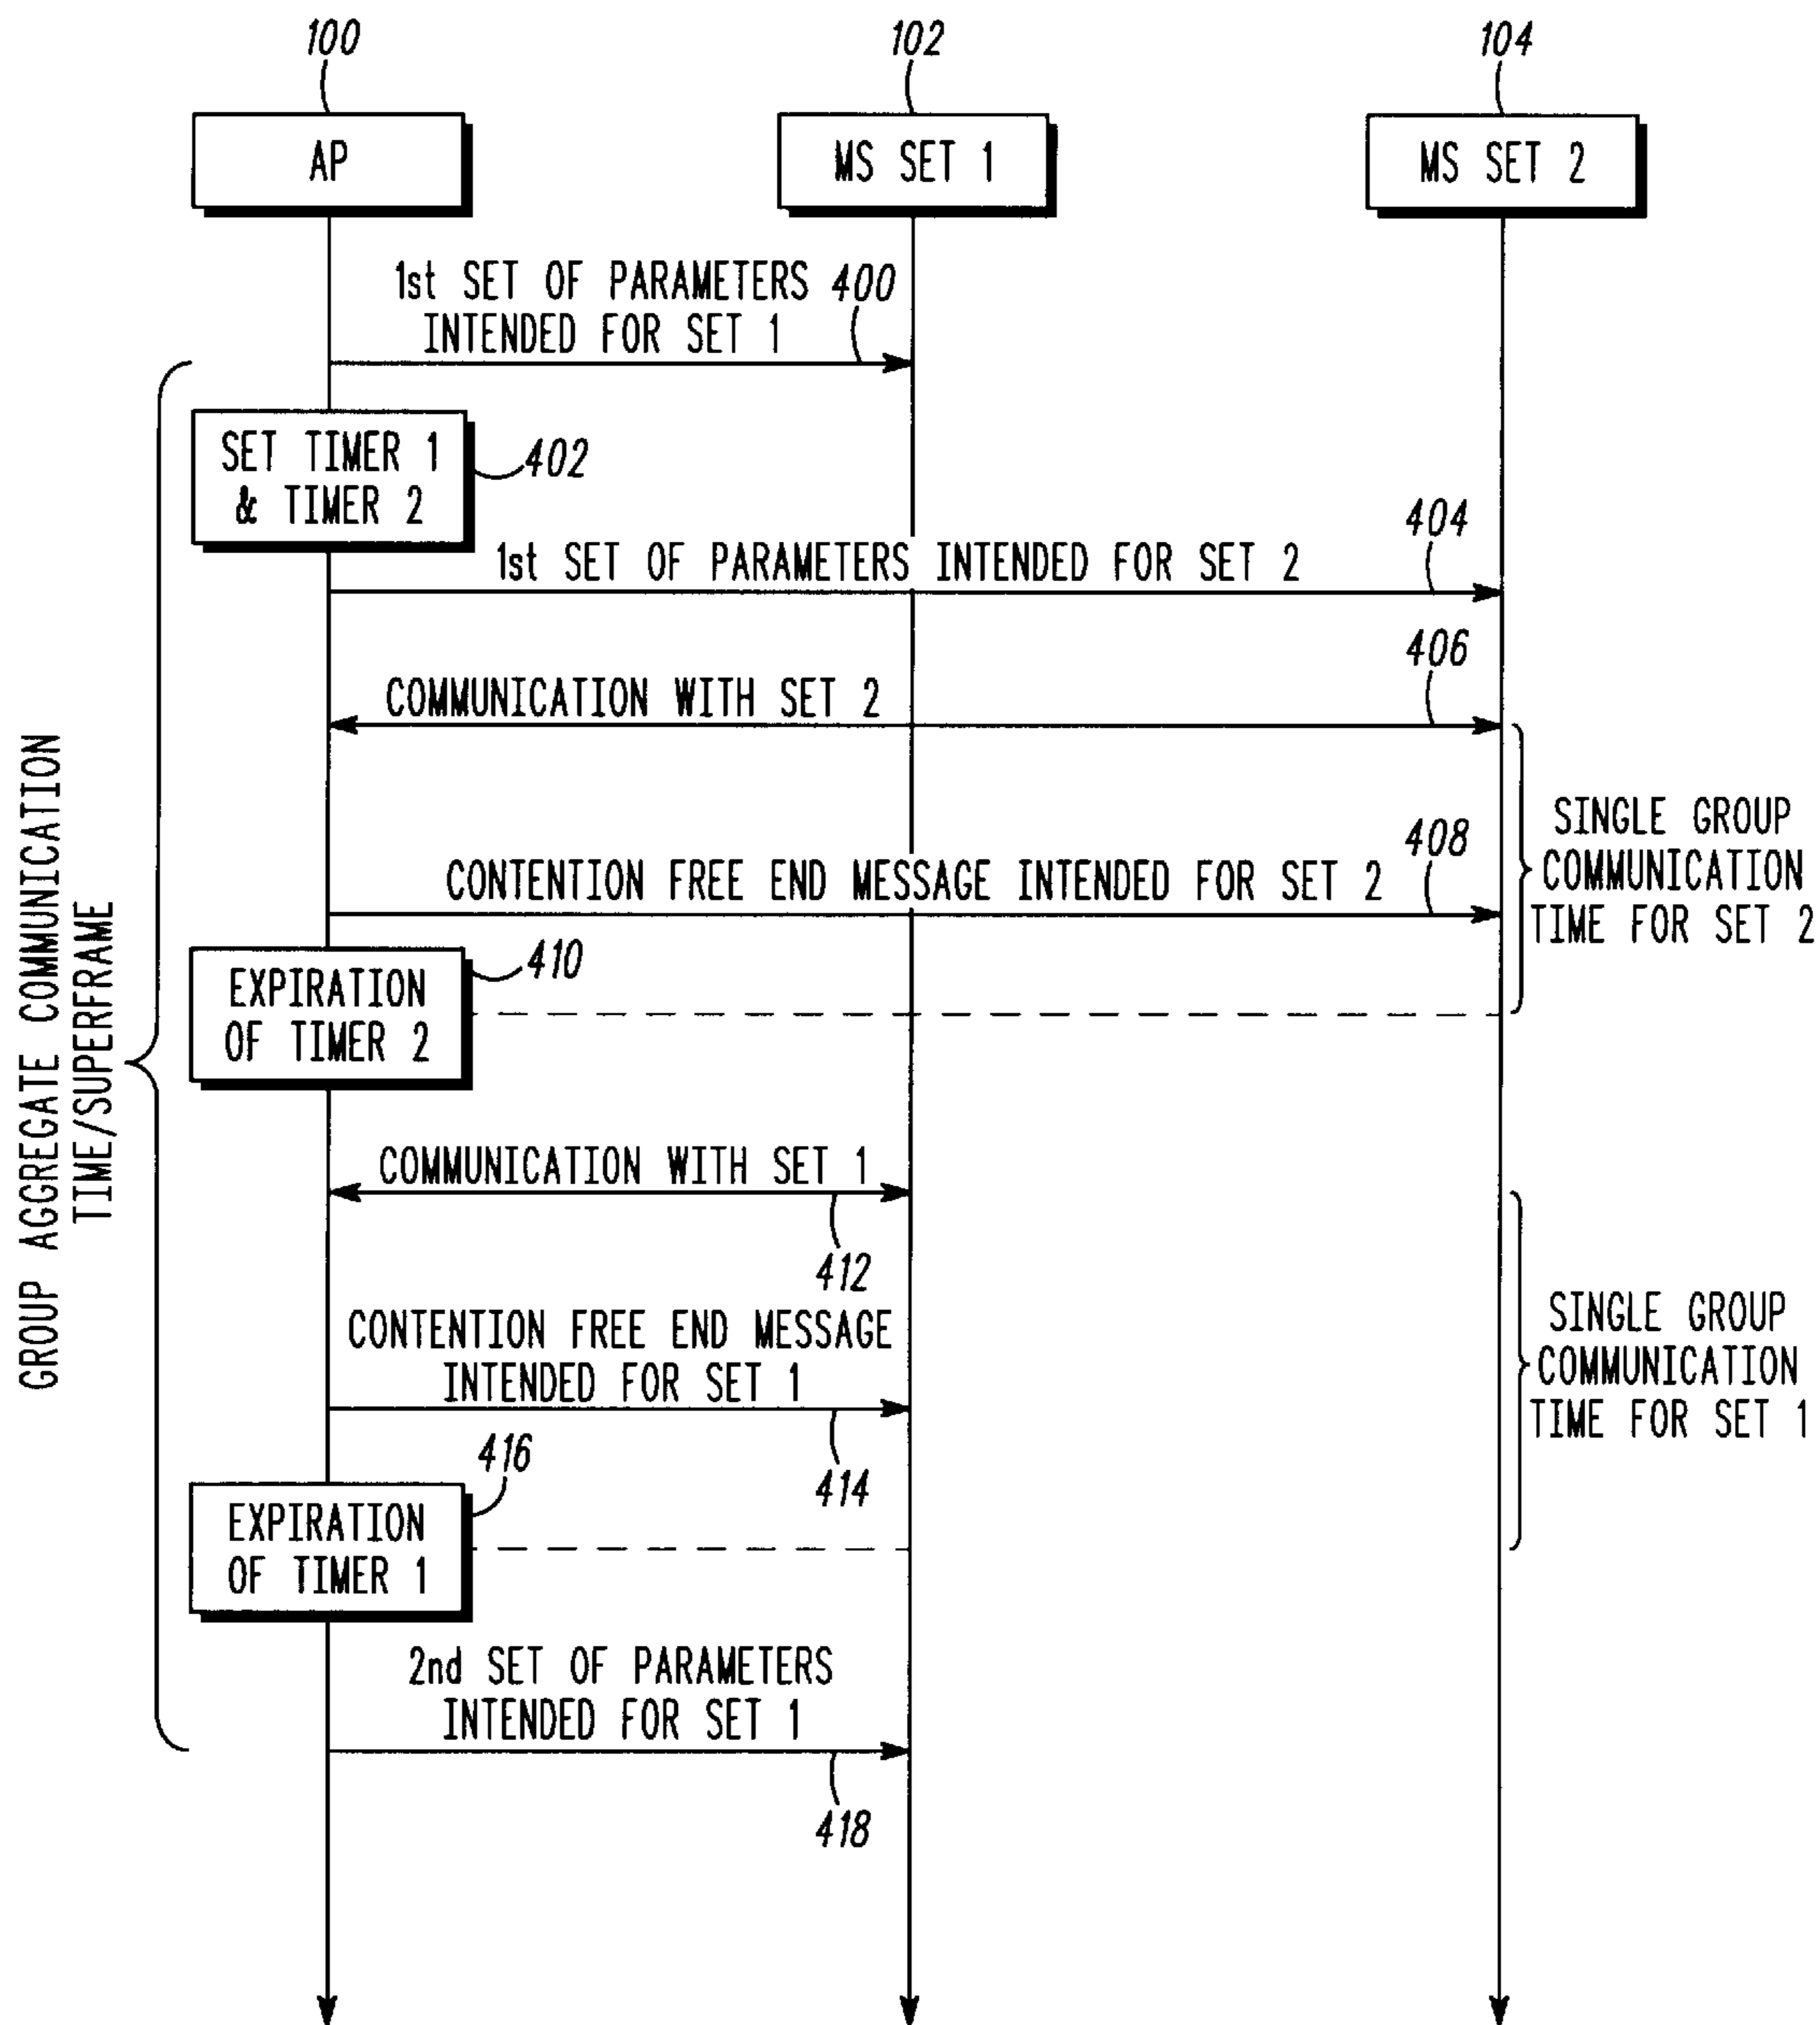 100
102
104
AP
MS SET 1
MS SET 2
1st SET OF PARAMETERS
INTENDED FOR SET 1
400
SET TIMER 1
& TIMER 2
402
404
1st SET OF PARAMETERS INTENDED FOR SET 2
406
COMMUNICATION WITH SET 2
408
CONTENTION FREE END MESSAGE INTENDED FOR SET 2
SINGLE GROUP
COMMUNICATION
TIME FOR SET 2
EXPIRATION
OF TIMER 2
410
GROUP AGGREGATE COMMUNICATION
TIME/SUPERFRAME
COMMUNICATION WITH SET 1
412
CONTENTION FREE END MESSAGE
INTENDED FOR SET 1
414
SINGLE GROUP
COMMUNICATION
TIME FOR SET 1
416
EXPIRATION
OF TIMER 1
2nd SET OF PARAMETERS
INTENDED FOR SET 1
418